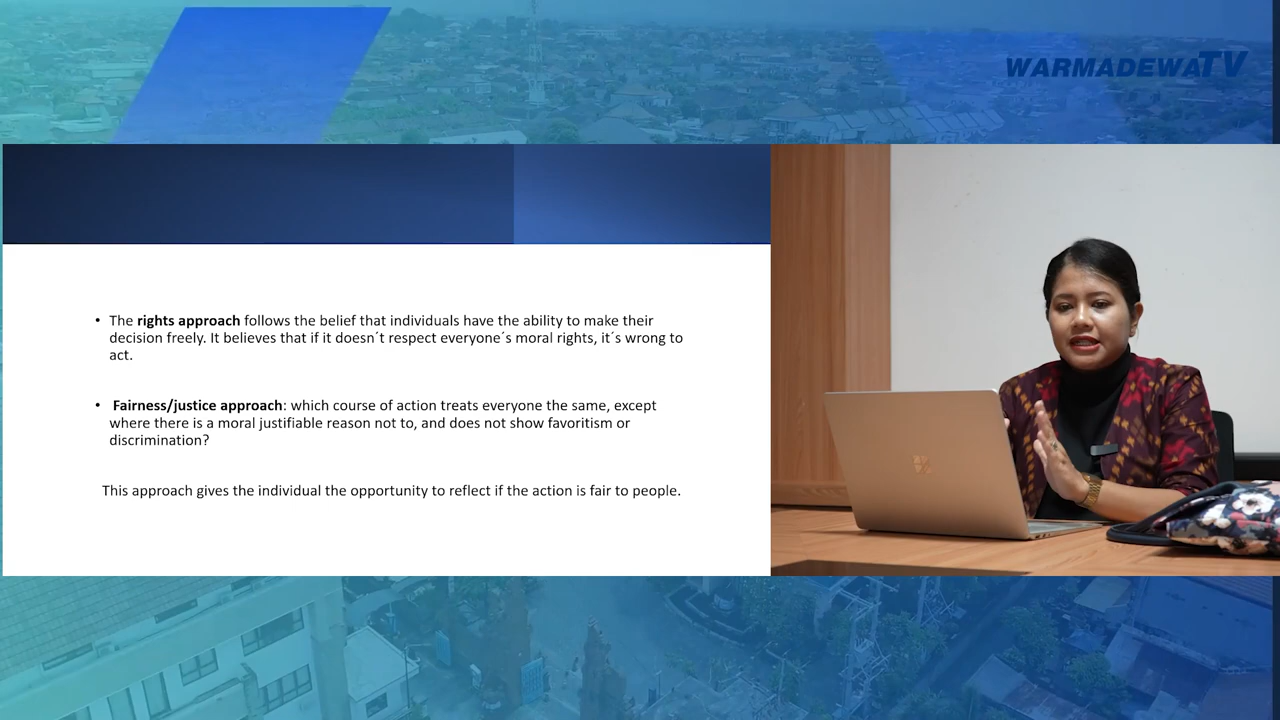 WARMADEWATV
• The rights approach follows the belief that individuals have the ability to make their
decision freely. It believes that if it doesn´t respect everyone´s moral rights, it´s wrong to
act.
• Fairness/justice approach: which course of action treats everyone the same, except
where there is a moral justifiable reason not to, and does not show favoritism or
discrimination?
This approach gives the individual the opportunity to reflect if the action is fair to people.